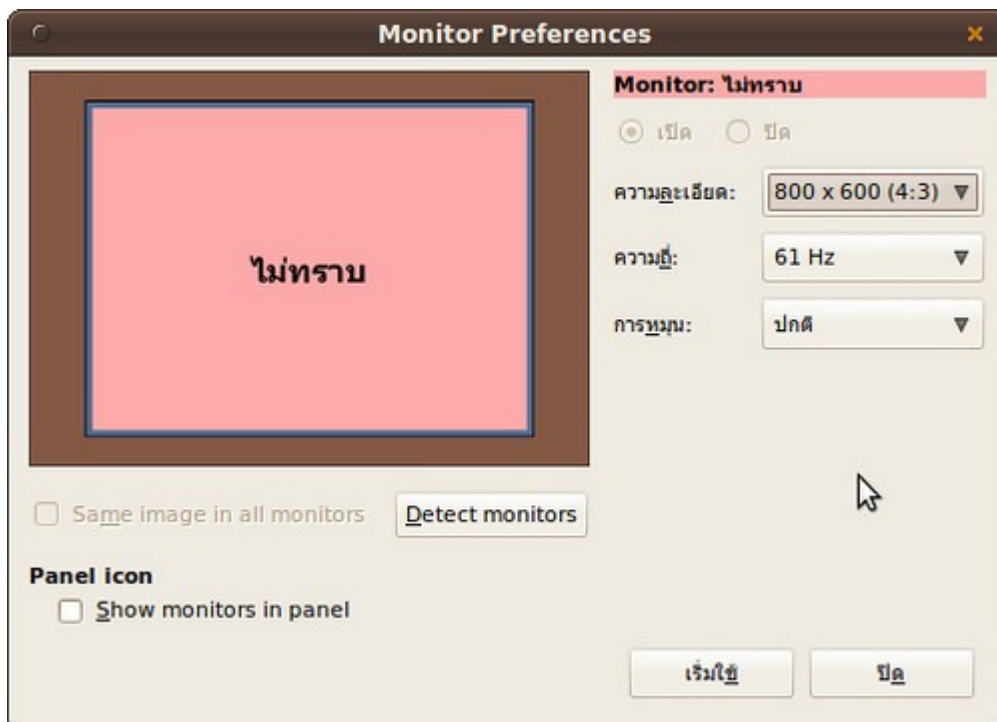 Monitor Preferences
Monitor: ไม่ทราบ
เปิด ปิด
ความละเอียด: 800 x 600 (4:3)
ไม่ทราบ
ความถี่: 61 Hz
การหมุน: ปกติ
Same image in all monitors Detect monitors
Panel icon
Show monitors in panel
เริ่มใช้ ปิด